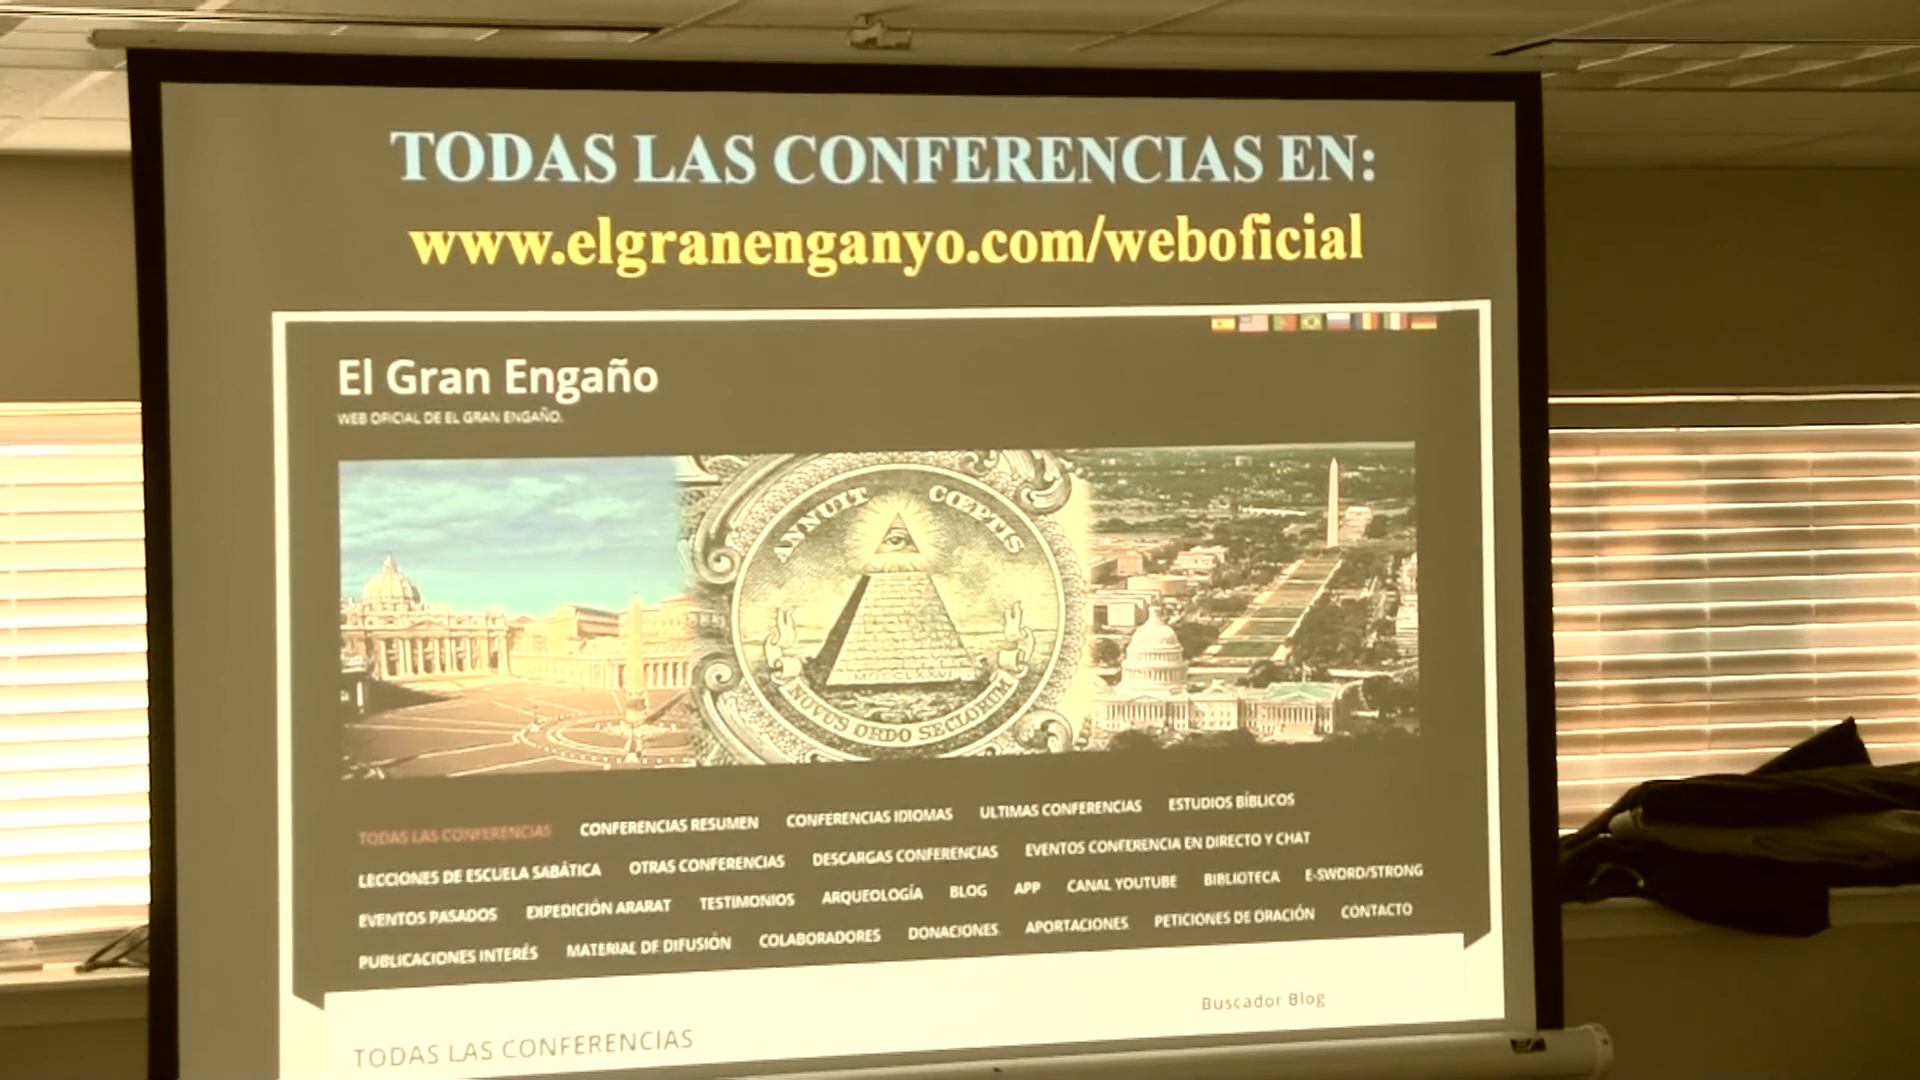 TODAS LAS CONFERENCIAS EN:
www.elgranenganyo.com/weboficial
El Gran Engaño
WEB OFICIAL DE EL GRAN ENGAÑO.
ANNUIT CŒPTIS
MDCCLXXVI
NOVUS ORDO SECLORUM
TODAS LAS CONFERENCIAS CONFERENCIAS RESUMEN CONFERENCIAS IDIOMAS ULTIMAS CONFERENCIAS ESTUDIOS BÍBLICOS
LECCIONES DE ESCUELA SABÁTICA OTRAS CONFERENCIAS DESCARGAS CONFERENCIAS EVENTOS CONFERENCIA EN DIRECTO Y CHAT
EVENTOS PASADOS EXPEDICIÓN ARARAT TESTIMONIOS ARQUEOLOGÍA BLOG APP CANAL YOUTUBE BIBLIOTECA E-SWORD/STRONG
PUBLICACIONES INTERÉS MATERIAL DE DIFUSIÓN COLABORADORES DONACIONES APORTACIONES PETICIONES DE ORACIÓN CONTACTO
Buscador Blog
TODAS LAS CONFERENCIAS